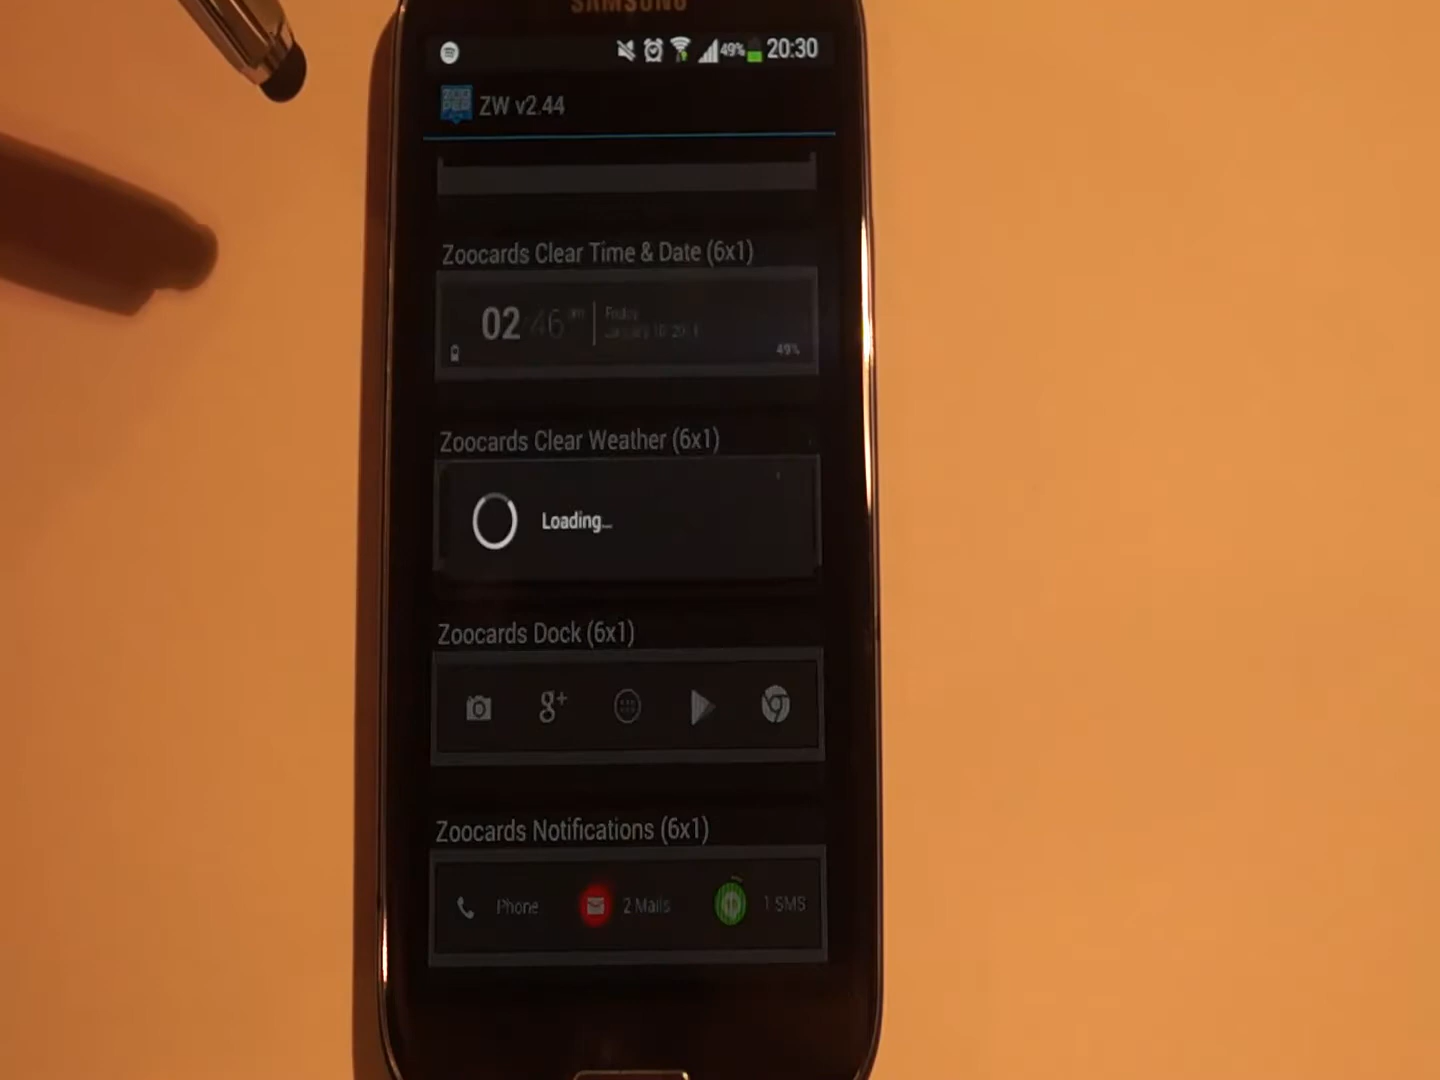 SAMSUNG
49% 20:30
ZW v2.44
Zoocards Clear Time & Date (6x1)
02 46
Friday
49%
Zoocards Clear Weather (6x1)
Loading...
Zoocards Dock (6x1)
g+
Zoocards Notifications (6x1)
Phone 2 Mails 1 SMS